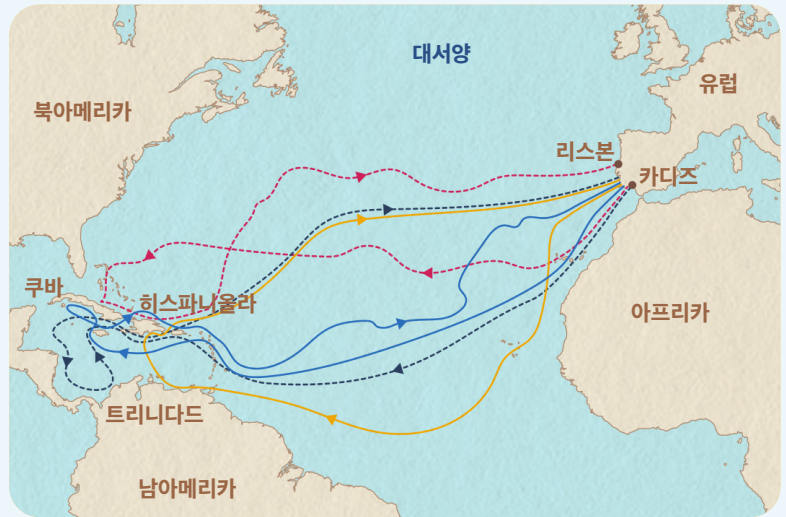 대서양
유럽
북아메리카
리스본
카디즈
쿠바
히스파니올라
아프리카
트리니다드
남아메리카